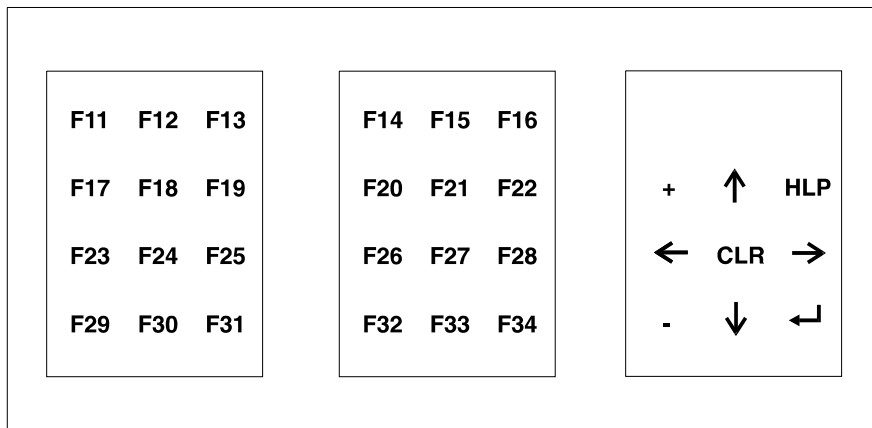 F11 F12 F13
F17 F18 F19
F23 F24 F25
F29 F30 F31
F14 F15 F16
F20 F21 F22
F26 F27 F28
F32 F33 F34
+ ↑ HLP
← CLR →
- ↓ ↵